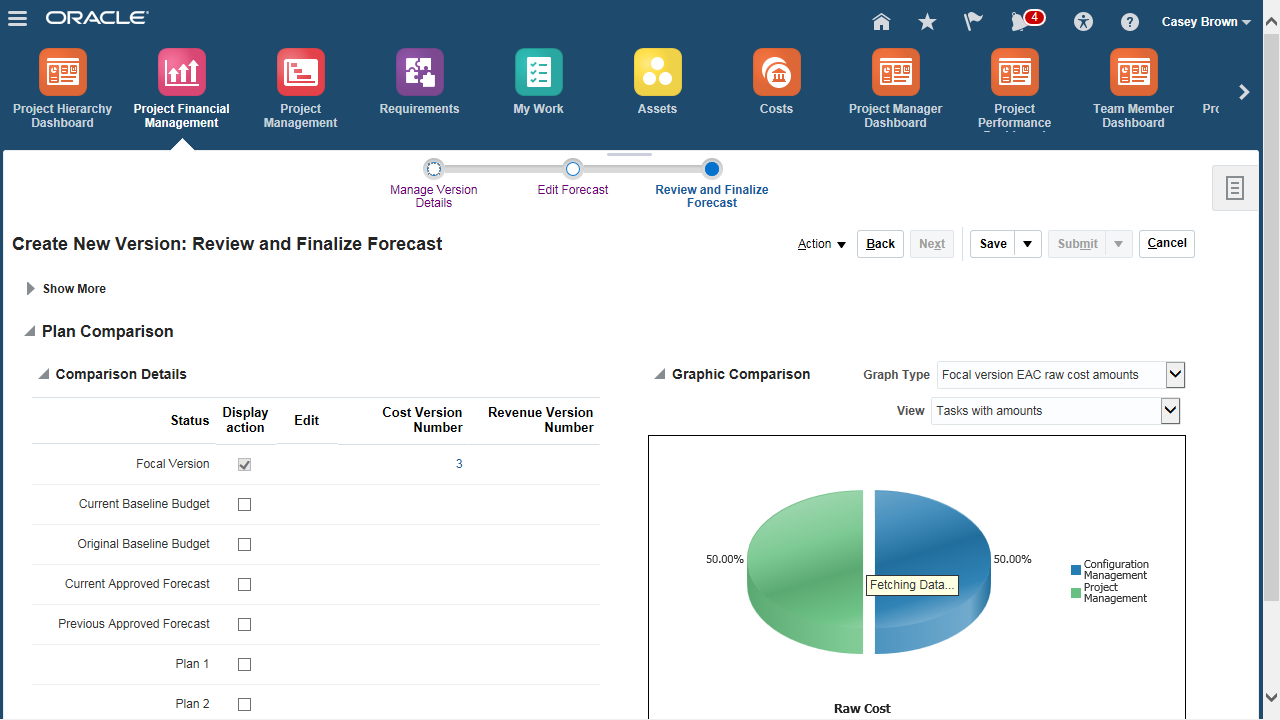 ORACLE
4
Casey Brown
Project Hierarchy
Dashboard
Project Financial
Management
Project
Management
Requirements
My Work
Assets
Costs
Project Manager
Dashboard
Project
Performance
Team Member
Dashboard
Pro
Manage Version
Details
Edit Forecast
Review and Finalize
Forecast
Create New Version: Review and Finalize Forecast
Action
Back
Next
Save
Submit
Cancel
Show More
Plan Comparison
Comparison Details
Status
Display
action
Edit
Cost Version
Number
Revenue Version
Number
Focal Version
3
Current Baseline Budget
Original Baseline Budget
Current Approved Forecast
Previous Approved Forecast
Plan 1
Plan 2
Graphic Comparison
Graph Type
Focal version EAC raw cost amounts
View
Tasks with amounts
50.00%
50.00%
Fetching Data...
Configuration
Management
Project
Management
Raw Cost